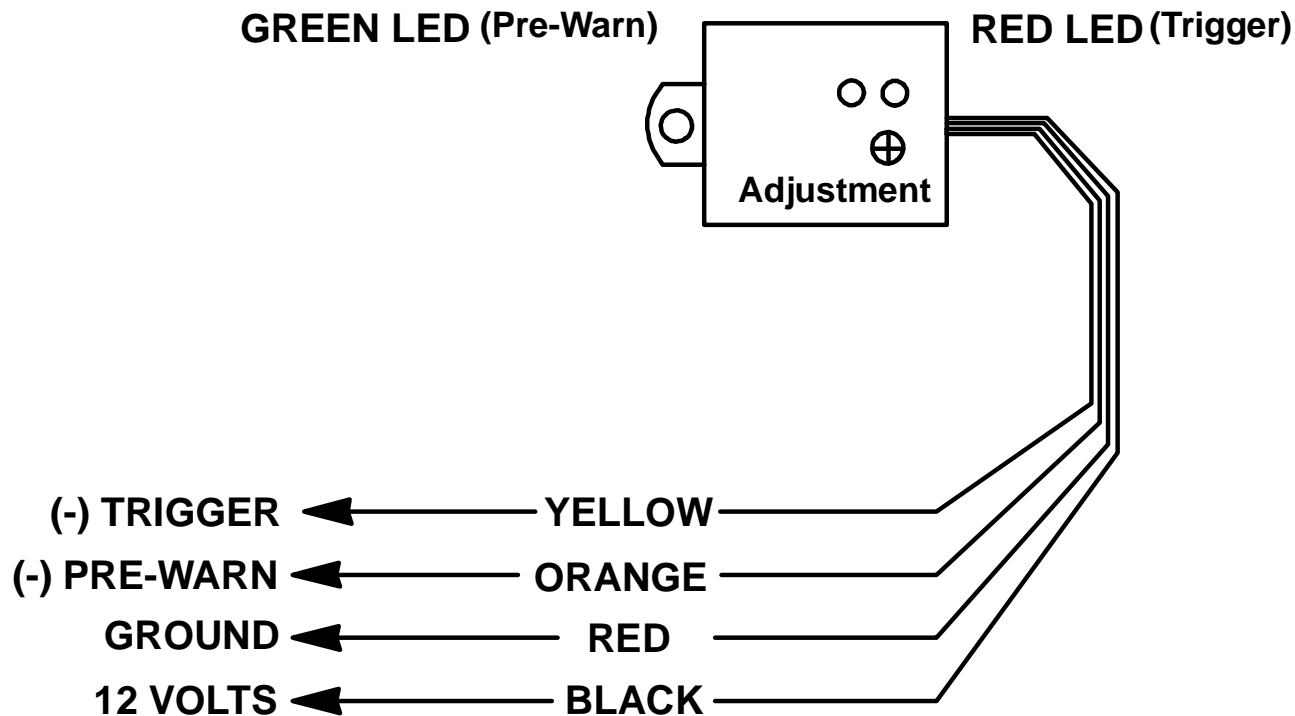 GREEN LED (Pre-Warn)
RED LED (Trigger)
Adjustment
(-) TRIGGER YELLOW
(-) PRE-WARN ORANGE
GROUND RED
12 VOLTS BLACK